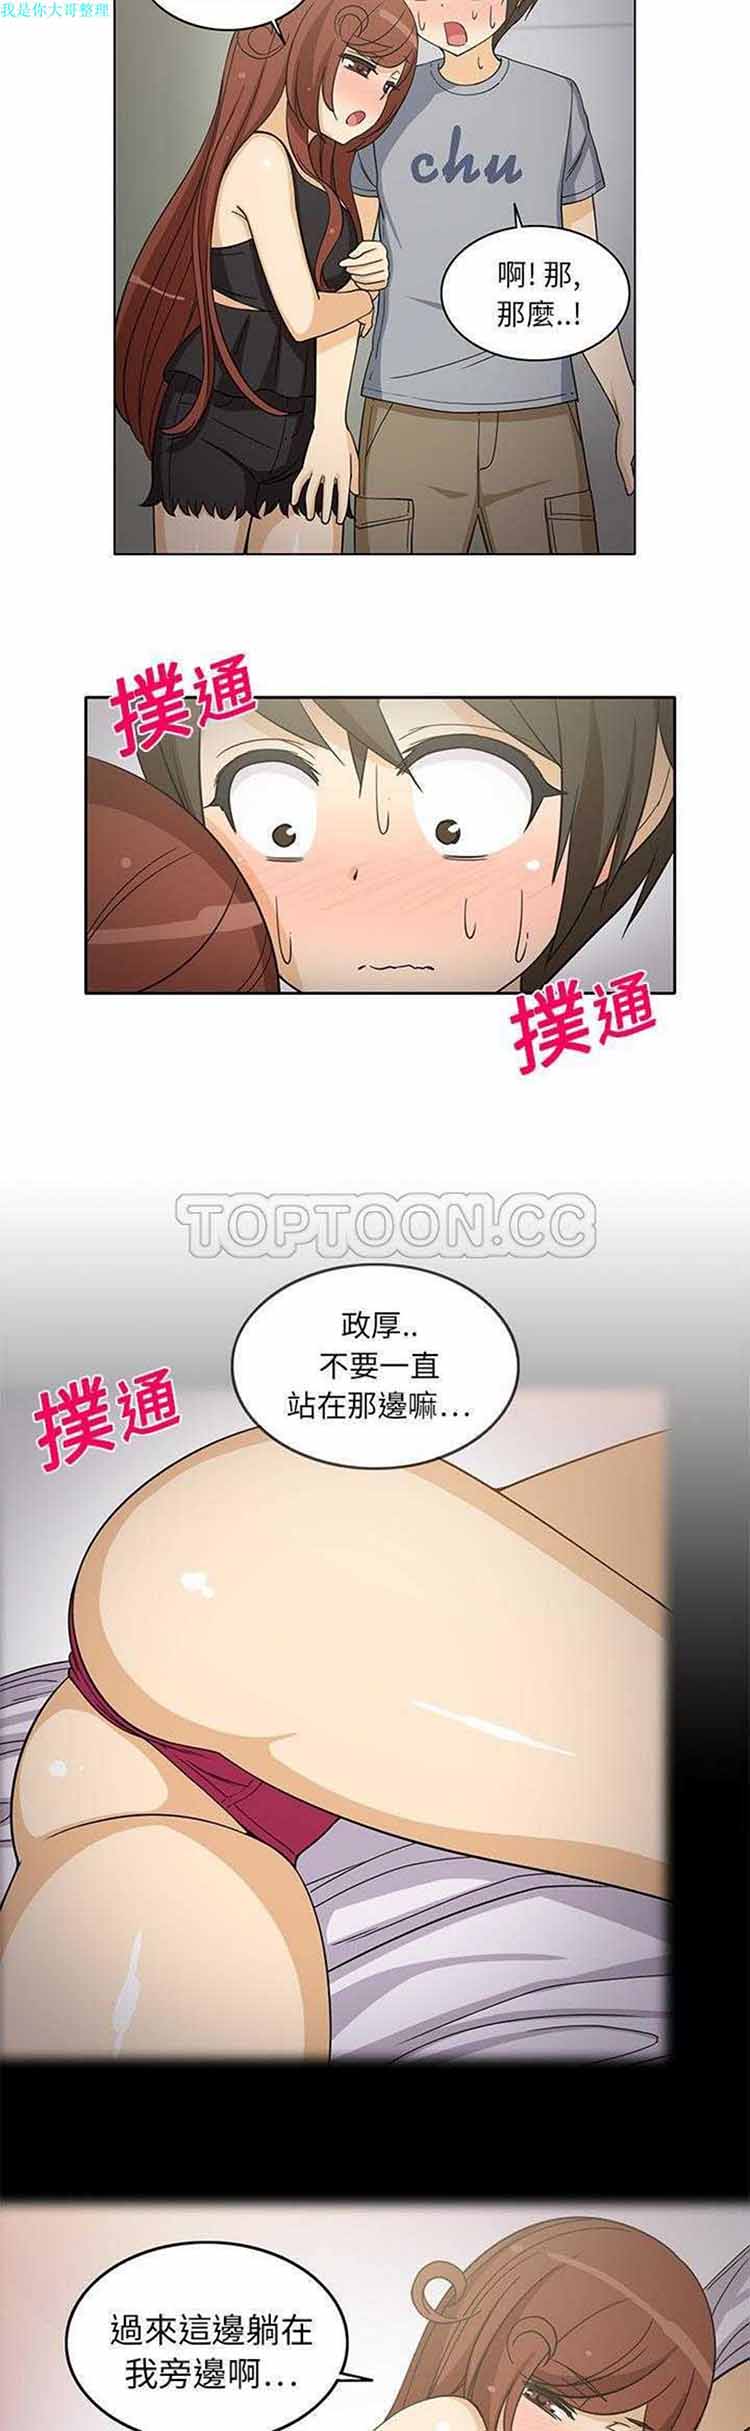 我是你大哥整理
chu
啊! 那,
那麼..!
撲通
撲通
TOPTOON.CC
政厚..
不要一直
站在那邊嘛...
撲通
過來這邊躺在
我旁邊啊...